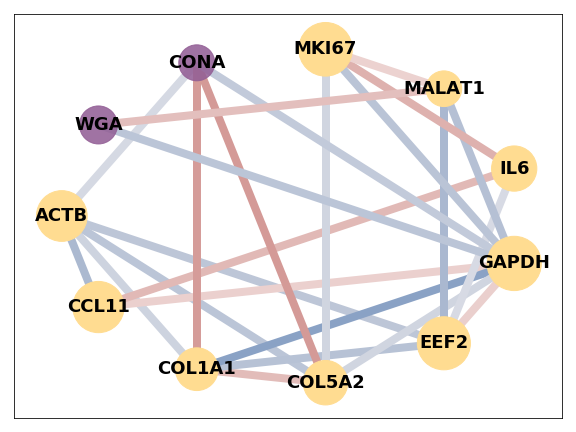 MKI67
CONA
MALAT1
WGA
IL6
ACTB
GAPDH
CCL11
EEF2
COL1A1
COL5A2